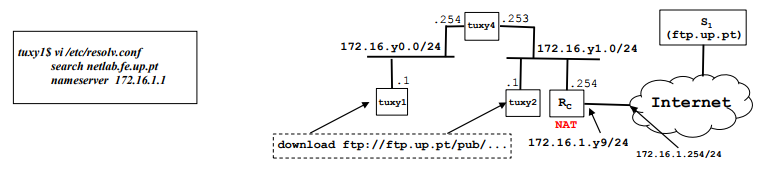 tuxy1$ vi /etc/resolv.conf
search netlab.fe.up.pt
nameserver 172.16.1.1
.254
tuxy4
.253
172.16.y0.0/24
172.16.y1.0/24
S1
(ftp.up.pt)
.1
tuxy1
.1
tuxy2
.254
RC
NAT
Internet
download ftp://ftp.up.pt/pub/...
172.16.1.y9/24
172.16.1.254/24